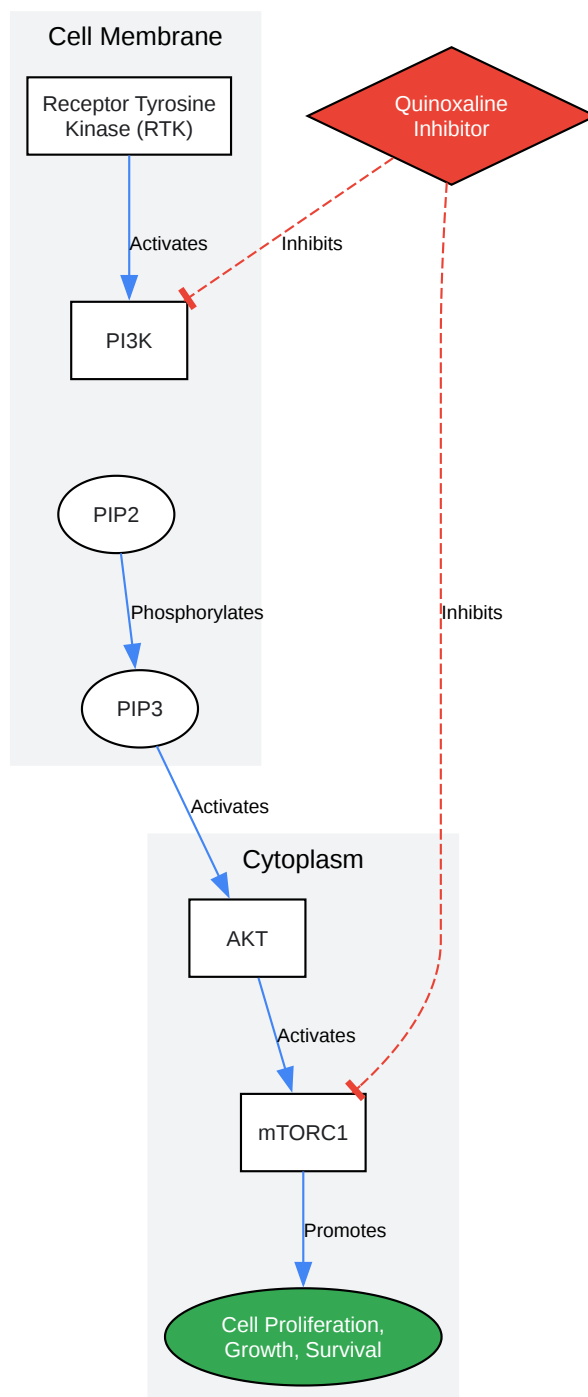 Cell Membrane
Receptor Tyrosine
Kinase (RTK)
Quinoxaline
Inhibitor
Activates
Inhibits
PI3K
PIP2
Phosphorylates
Inhibits
PIP3
Activates
Cytoplasm
AKT
Activates
mTORC1
Promotes
Cell Proliferation,
Growth, Survival